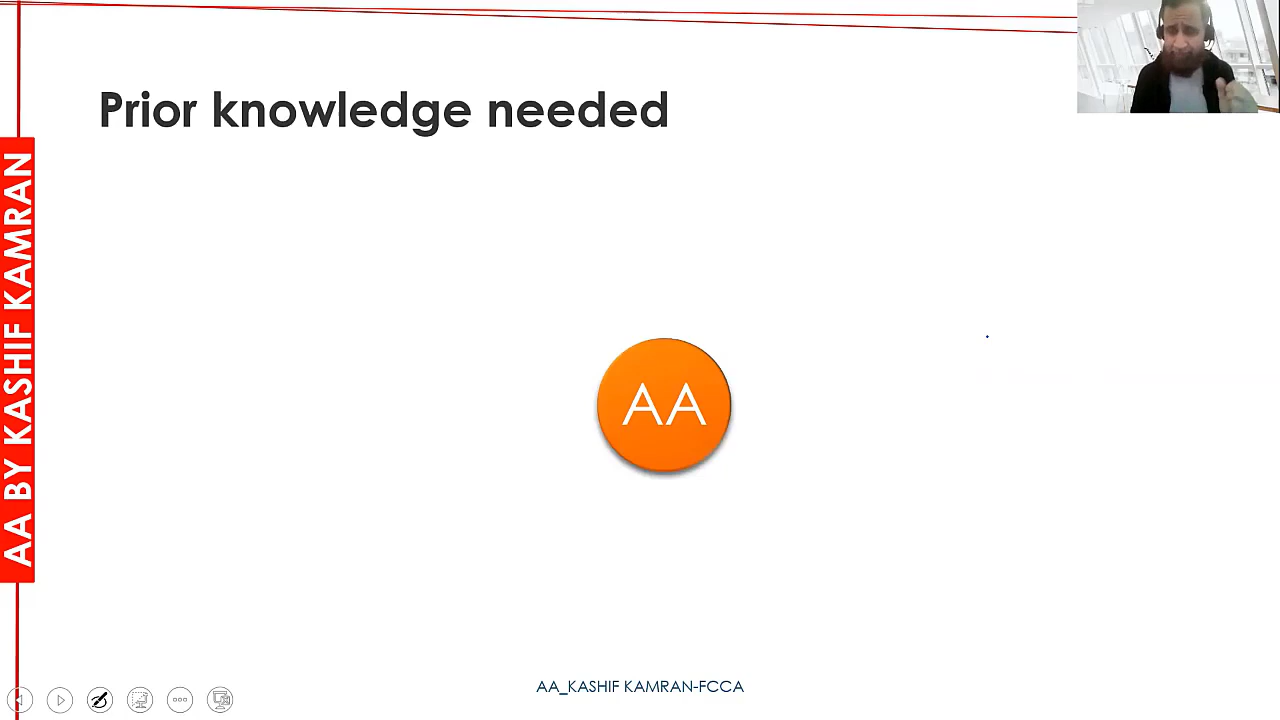 Prior knowledge needed
AA BY KASHIF KAMRAN
AA
AA_KASHIF KAMRAN-FCCA